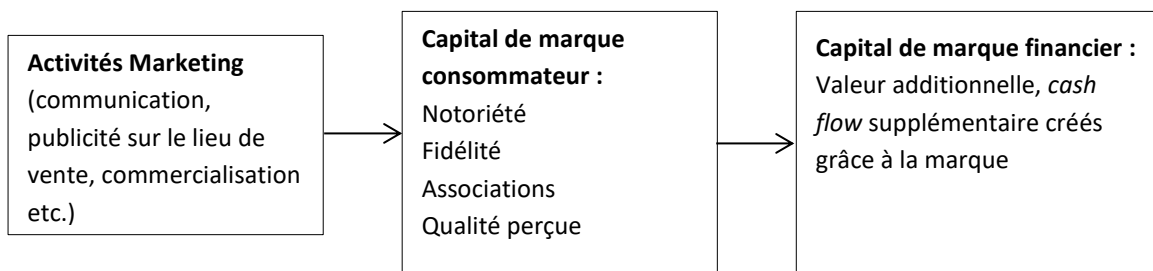 Activités Marketing
(communication,
publicité sur le lieu de
vente, commercialisation
etc.)
Capital de marque
consommateur :
Notoriété
Fidélité
Associations
Qualité perçue
Capital de marque financier :
Valeur additionnelle, cash
flow supplémentaire créés
grâce à la marque